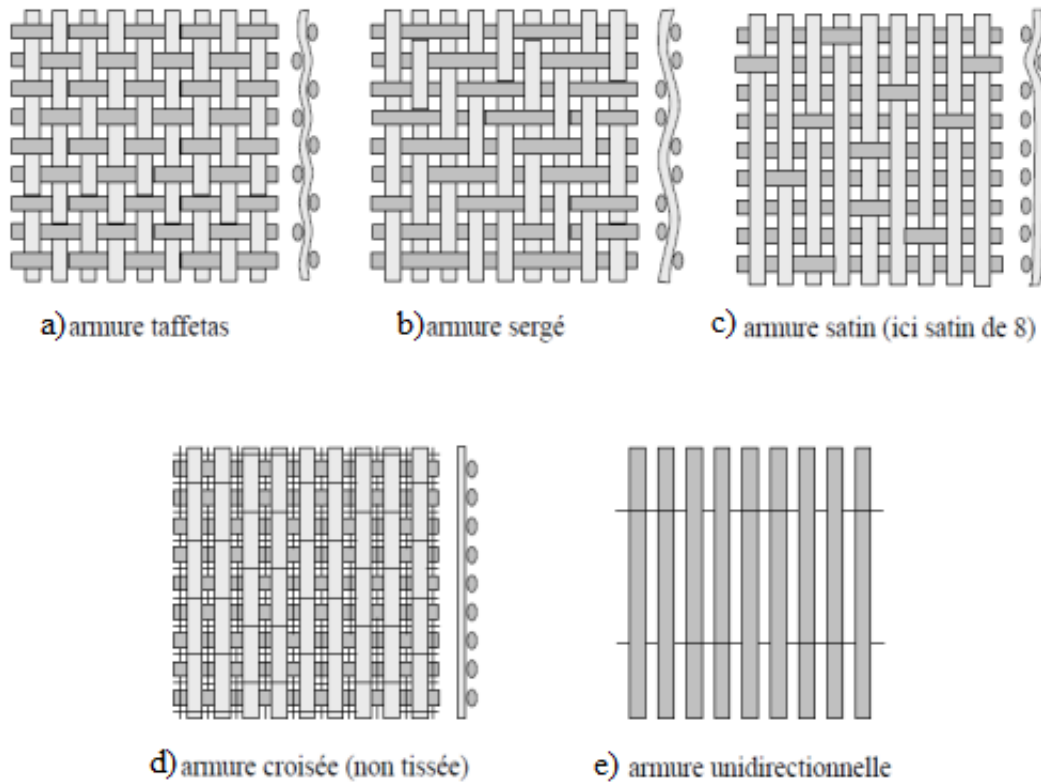 a) armure taffetas
b) armure sergé
c) armure satin (ici satin de 8)
d) armure croisée (non tissée)
e) armure unidirectionnelle